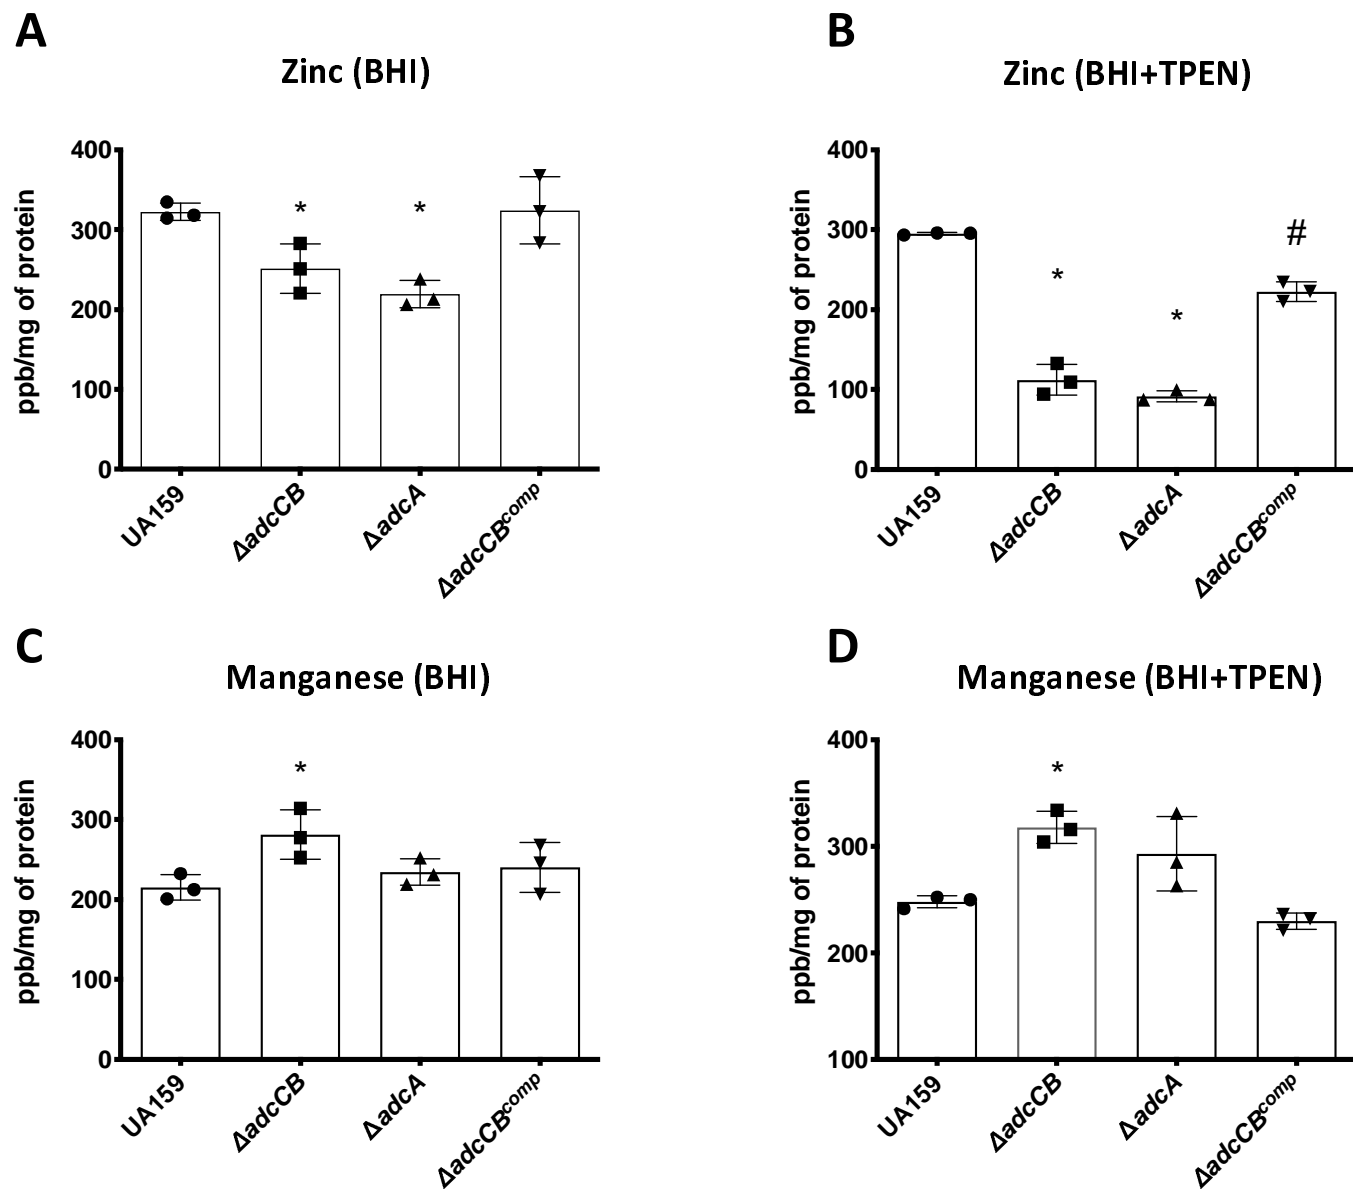 A
Zinc (BHI)
ppb/mg of protein
400
300
200
100
0
* *
UA159
ΔadcCB
ΔadcA
ΔadcCBcomp
B
Zinc (BHI+TPEN)
ppb/mg of protein
400
300
200
100
0
*
*
#
UA159
ΔadcCB
ΔadcA
ΔadcCBcomp
C
Manganese (BHI)
ppb/mg of protein
400
300
200
100
0
*
UA159
ΔadcCB
ΔadcA
ΔadcCBcomp
D
Manganese (BHI+TPEN)
ppb/mg of protein
400
300
200
100
*
UA159
ΔadcCB
ΔadcA
ΔadcCBcomp